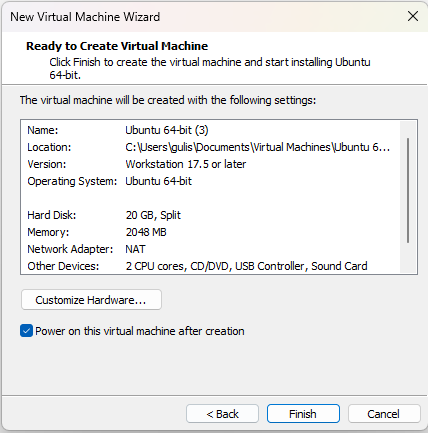 New Virtual Machine Wizard
Ready to Create Virtual Machine
Click Finish to create the virtual machine and start installing Ubuntu
64-bit.
The virtual machine will be created with the following settings:
Name: Ubuntu 64-bit (3)
Location: C:\Users\gulis\Documents\Virtual Machines\Ubuntu 6...
Version: Workstation 17.5 or later
Operating System: Ubuntu 64-bit
Hard Disk: 20 GB, Split
Memory: 2048 MB
Network Adapter: NAT
Other Devices: 2 CPU cores, CD/DVD, USB Controller, Sound Card
Customize Hardware...
Power on this virtual machine after creation
< Back Finish Cancel